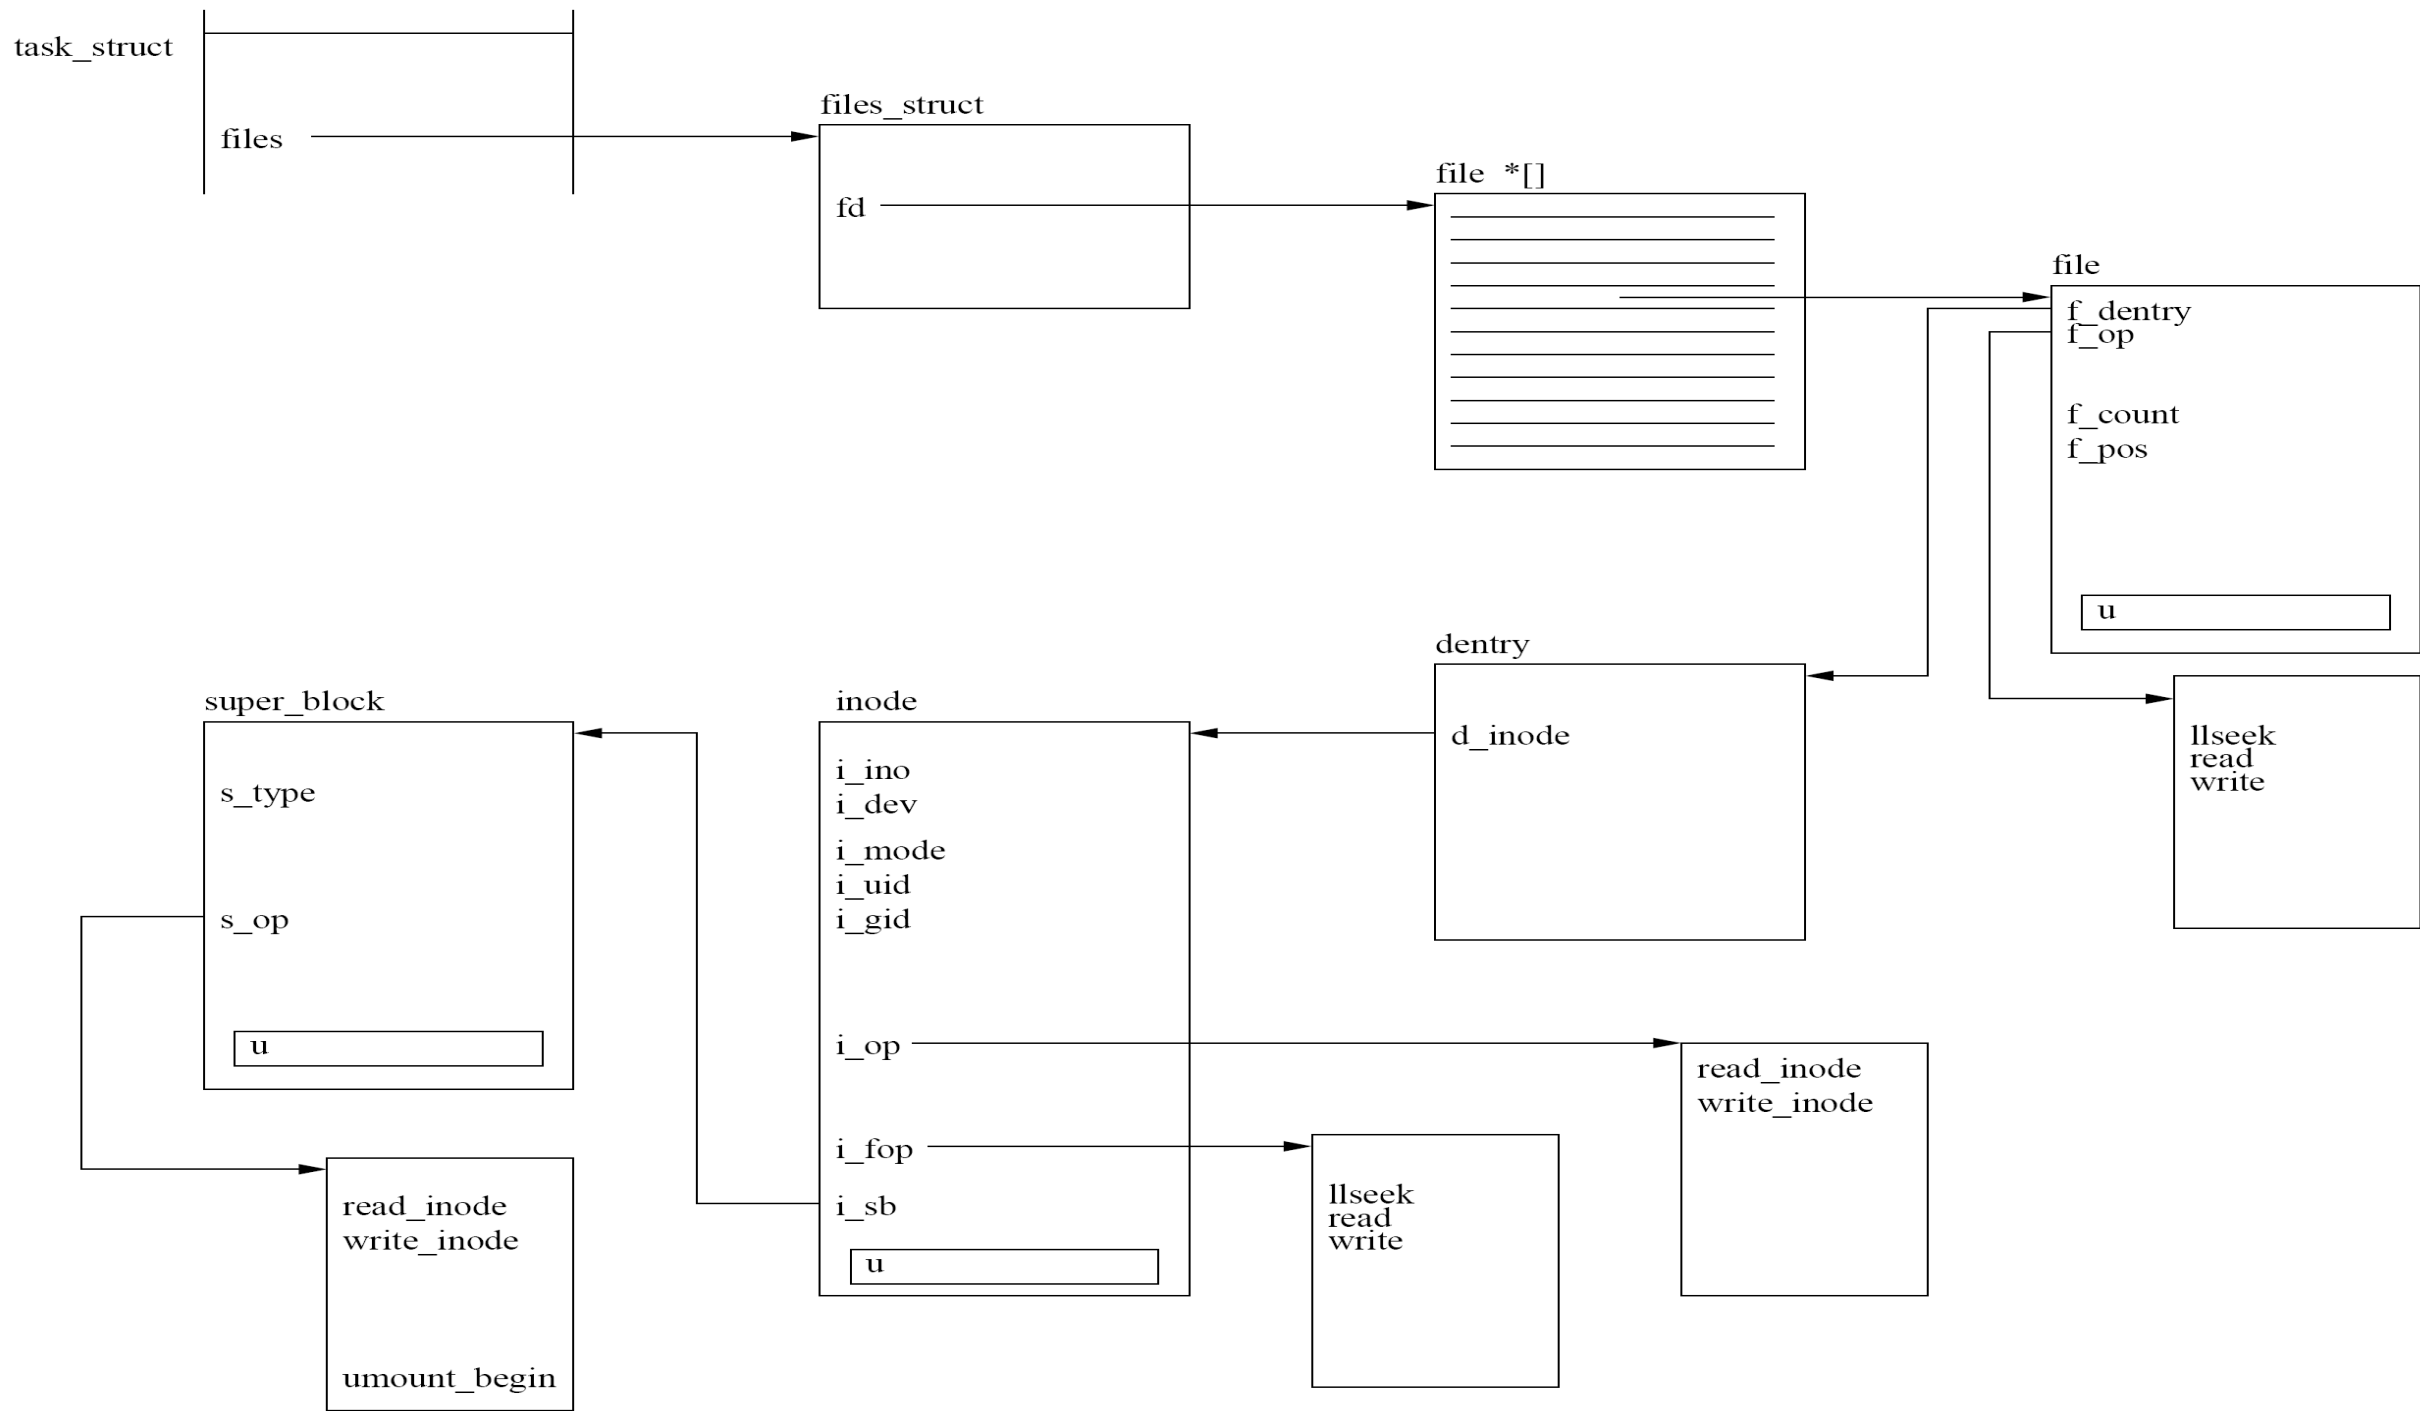 task_struct
files
files_struct
fd
file *[]
file
f_dentry
f_op
f_count
f_pos
u
llseek
read
write
dentry
d_inode
inode
i_ino
i_dev
i_mode
i_uid
i_gid
i_op
i_fop
i_sb
u
super_block
s_type
s_op
u
read_inode
write_inode
umount_begin
llseek
read
write
read_inode
write_inode